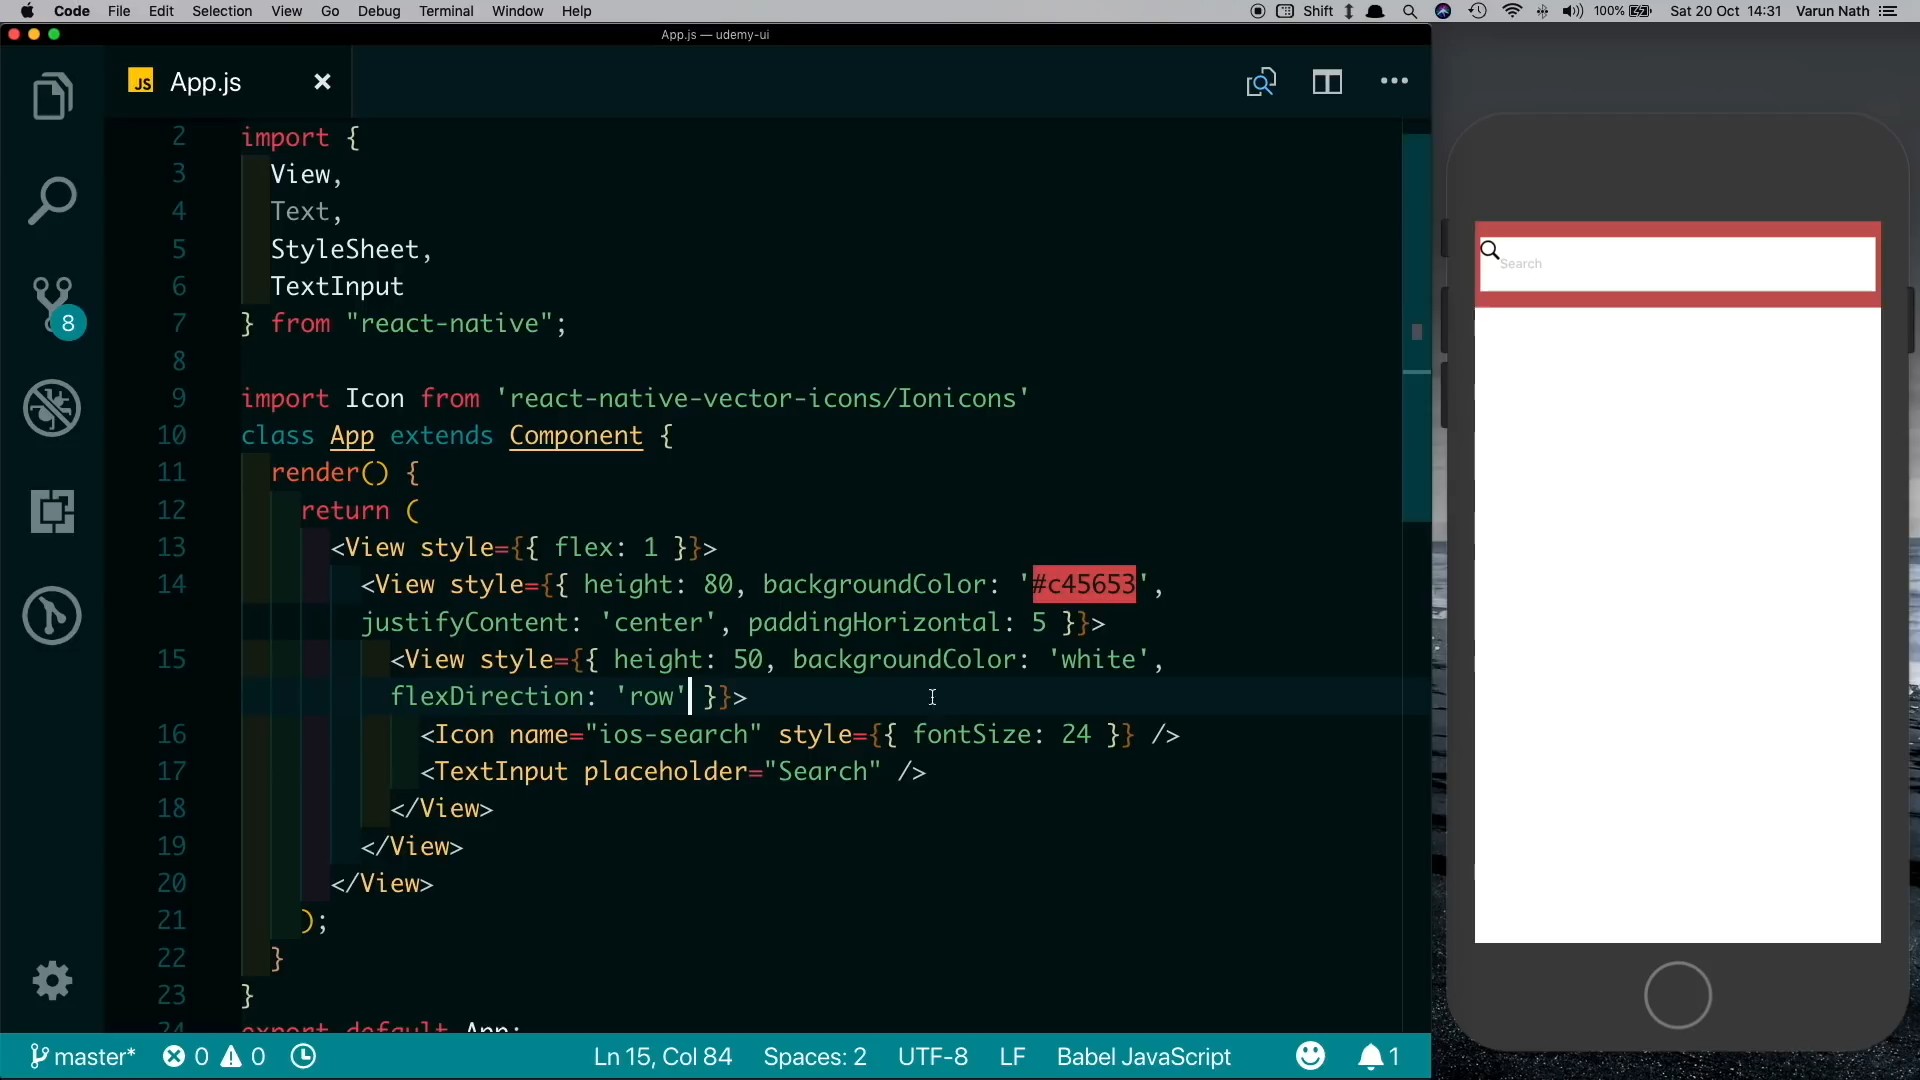 Code File Edit Selection View Go Debug Terminal Window Help Shift 100% Sat 20 Oct 14:31 Varun Nath
App.js — udemy-ui
JS App.js
2 import {
3 View,
4 Text,
5 StyleSheet,
6 TextInput
7 } from "react-native";
8
9 import Icon from 'react-native-vector-icons/Ionicons'
10 class App extends Component {
11 render() {
12 return (
13 <View style={{ flex: 1 }}>
14 <View style={{ height: 80, backgroundColor: '#c45653',
justifyContent: 'center', paddingHorizontal: 5 }}>
15 <View style={{ height: 50, backgroundColor: 'white',
flexDirection: 'row' }}>
16 <Icon name="ios-search" style={{ fontSize: 24 }} />
17 <TextInput placeholder="Search" />
18 </View>
19 </View>
20 </View>
21 );
22 }
23 }
24 export default App;
8
master* 0 0 Ln 15, Col 84 Spaces: 2 UTF-8 LF Babel JavaScript 1
Search